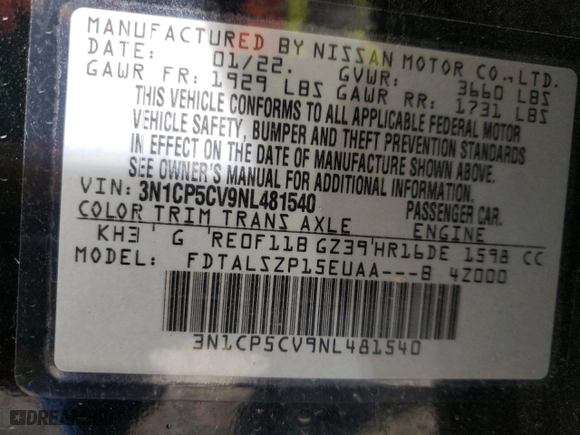 MANUFACTURED BY NISSAN MOTOR CO.,LTD.
DATE: 01/22. GVWR: 3660 LBS
GAWR FR: 1929 LBS GAWR RR: 1731 LBS
THIS VEHICLE CONFORMS TO ALL APPLICABLE FEDERAL MOTOR
VEHICLE SAFETY, BUMPER AND THEFT PREVENTION STANDARDS
IN EFFECT ON THE DATE OF MANUFACTURE SHOWN ABOVE.
SEE OWNER'S MANUAL FOR ADDITIONAL INFORMATION.
VIN: 3N1CP5CV9NL481540 PASSENGER CAR.
COLOR TRIM TRANS AXLE ENGINE
KH3 G RE0F11B GZ39 HR16DE 1598 CC
MODEL: FDTALSZP15EUAA---B 4Z000
3N1CP5CV9NL481540